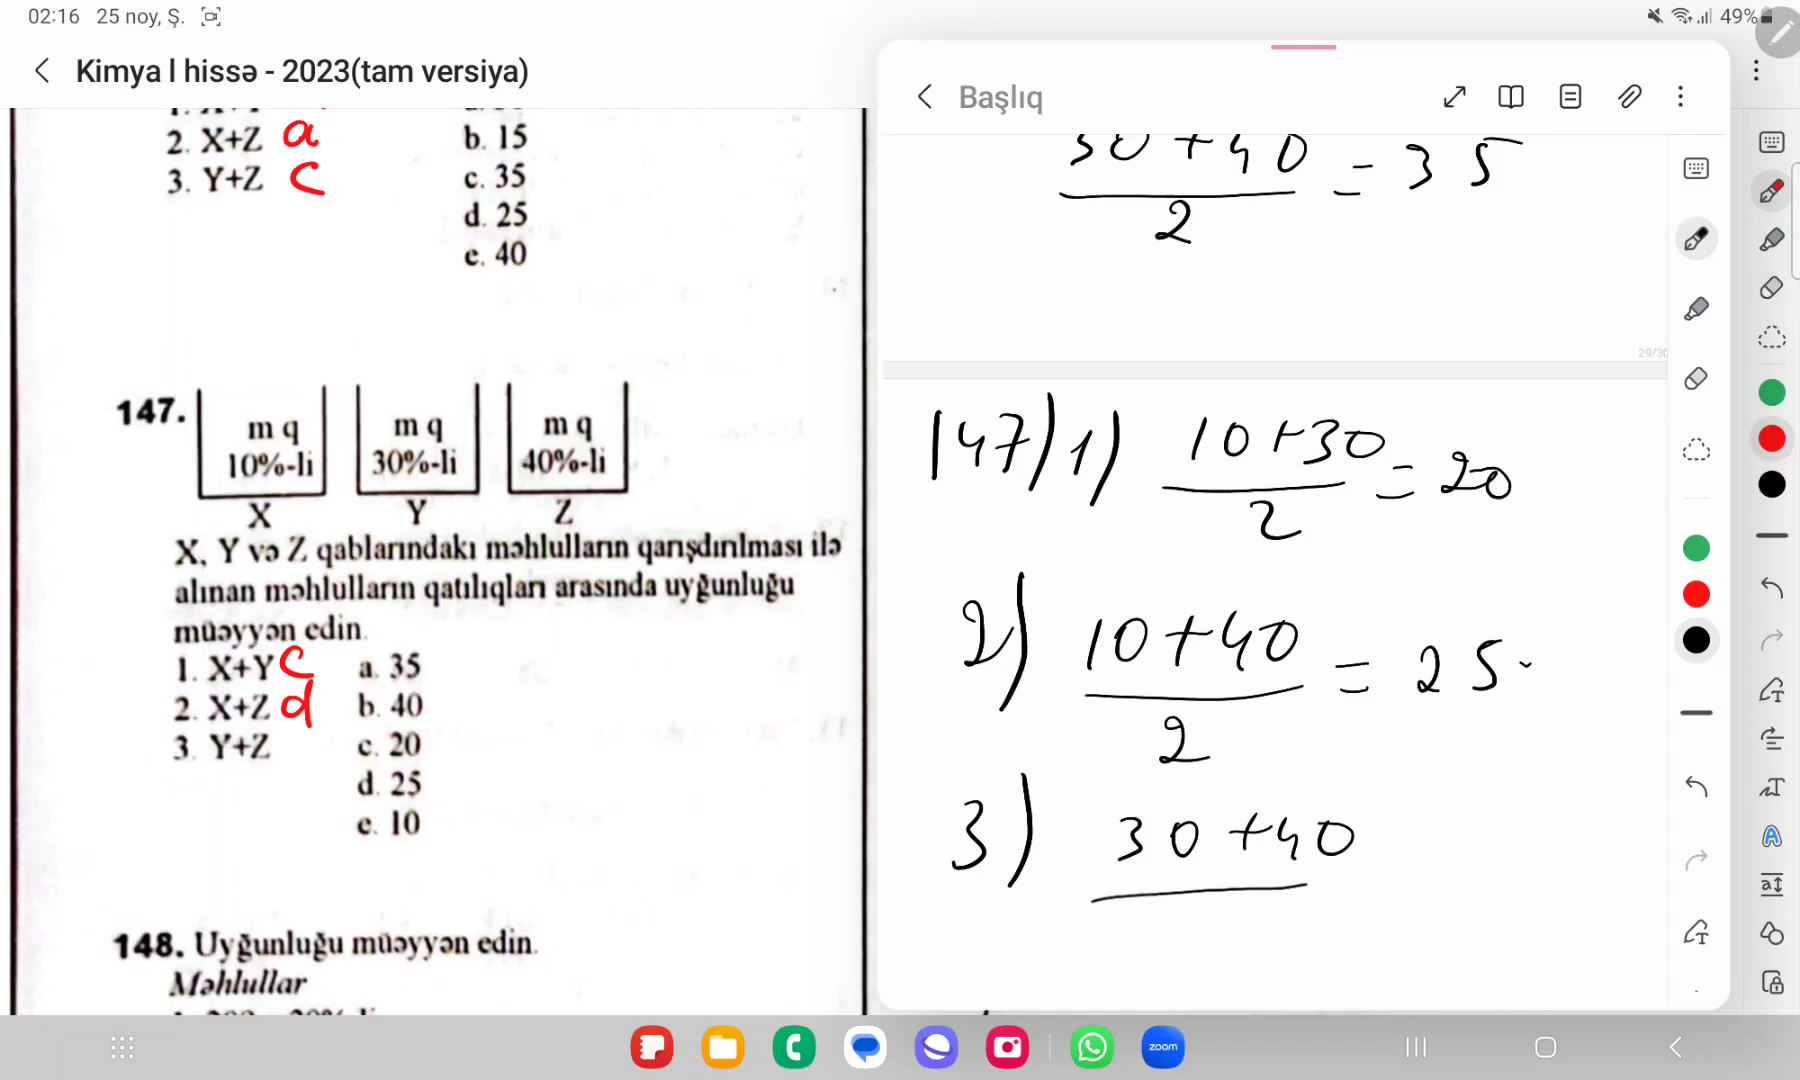 02:16 25 noy, Ş.
49%
Kimya I hissə - 2023(tam versiya)
2. X+Z a
3. Y+Z c
b. 15
c. 35
d. 25
e. 40
147.
m q
10%-li
X
m q
30%-li
Y
m q
40%-li
Z
X, Y və Z qablarındakı məhlulların qarışdırılması ilə
alınan məhlulların qatılıqları arasında uyğunluğu
müəyyən edin.
1. X+Y c
2. X+Z d
3. Y+Z
a. 35
b. 40
c. 20
d. 25
e. 10
148. Uyğunluğu müəyyən edin.
Məhlullar
Başlıq
30+40
2
= 35
29/30
147) 1) 10+30
2
= 20
2) 10+40
2
= 25
3) 30+40
zoom